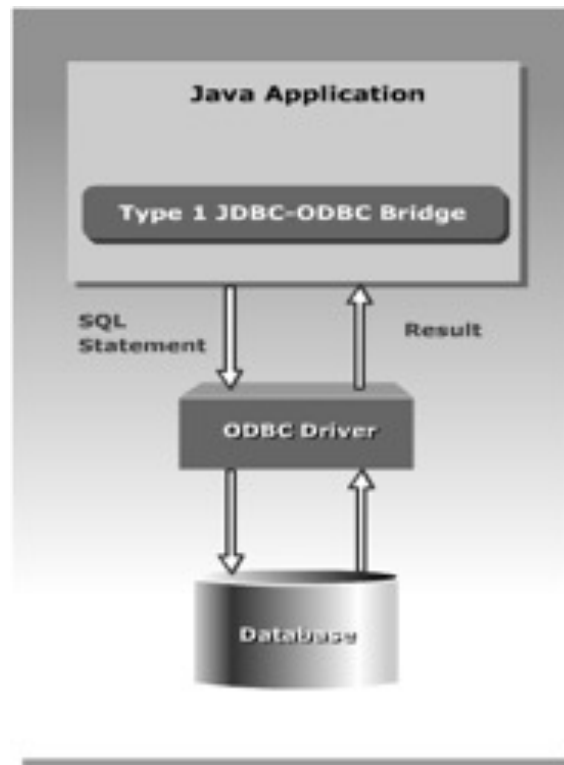 Java Application
Type 1 JDBC-ODBC Bridge
SQL
Statement
Result
ODBC Driver
Database